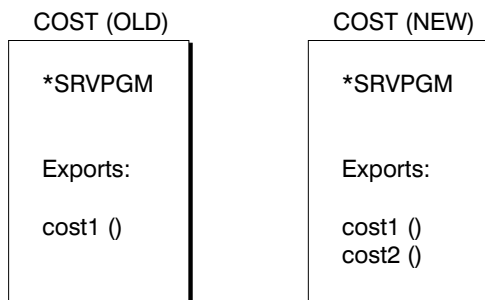 COST (OLD)
*SRVPGM
Exports:
cost1 ()
COST (NEW)
*SRVPGM
Exports:
cost1 ()
cost2 ()